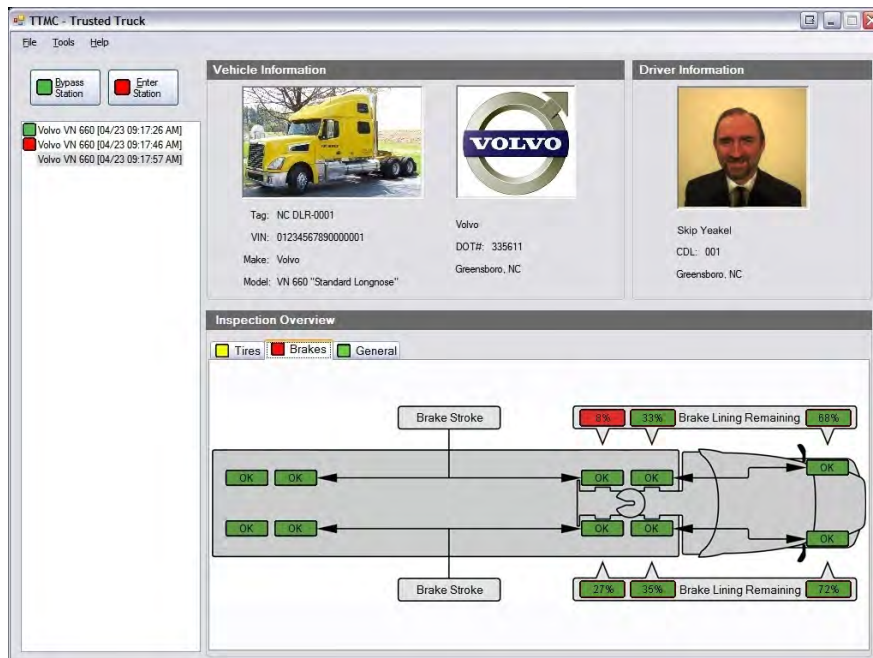 TTMC - Trusted Truck
File Tools Help
Bypass Station
Enter Station
Volvo VN 660 [04/23 09:17:26 AM]
Volvo VN 660 [04/23 09:17:46 AM]
Volvo VN 660 [04/23 09:17:57 AM]
Vehicle Information
VOLVO
Tag: NC DLR-0001
VIN: 01234567890000001
Make: Volvo
Model: VN 660 "Standard Longnose"
Volvo
DOT#: 335611
Greensboro, NC
Driver Information
Skip Yeakel
CDL: 001
Greensboro, NC
Inspection Overview
Tires Brakes General
Brake Stroke 8% 33% Brake Lining Remaining 68%
OK
OK OK OK OK
OK OK OK OK
OK
Brake Stroke 27% 35% Brake Lining Remaining 72%